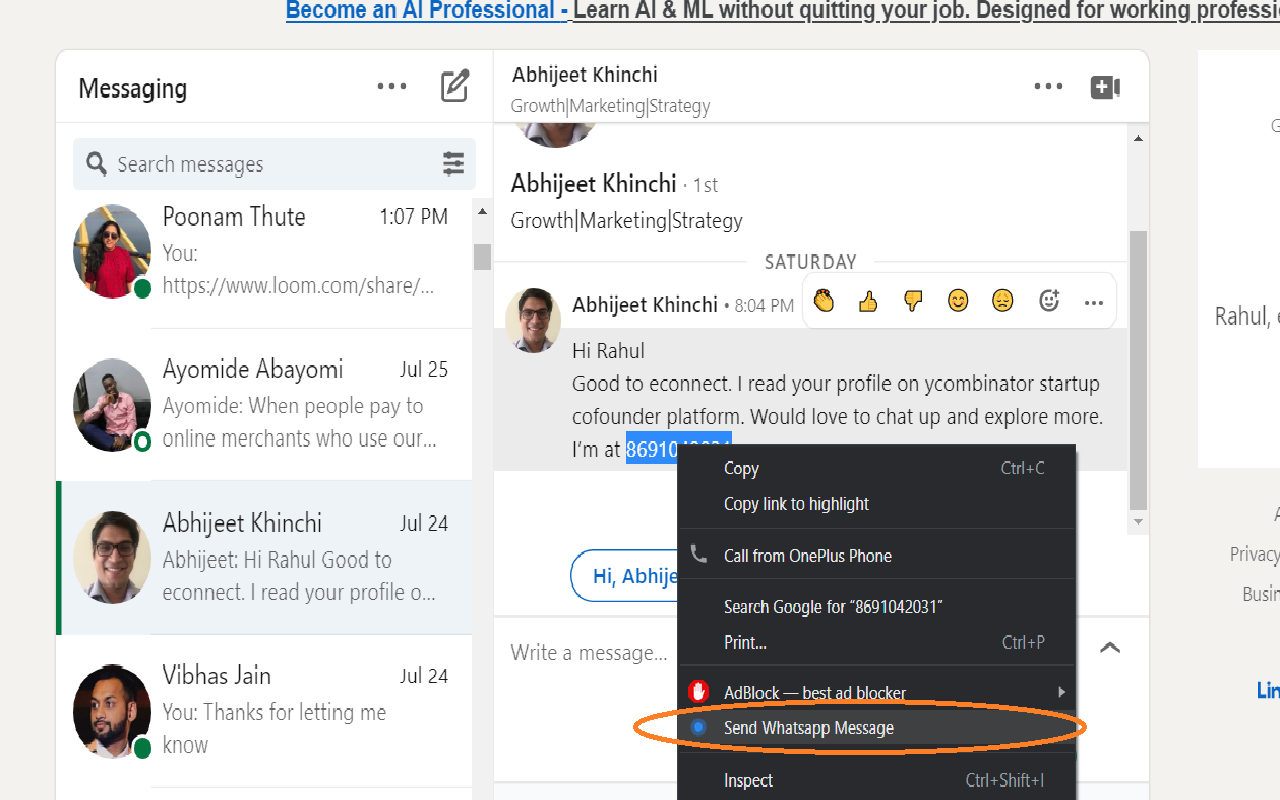 Become an AI Professional - Learn AI & ML without quitting your job. Designed for working
Messaging
Search messages
Poonam Thute 1:07 PM
You:
https://www.loom.com/share/...
Ayomide Abayomi Jul 25
Ayomide: When people pay to
online merchants who use our...
Abhijeet Khinchi Jul 24
Abhijeet: Hi Rahul Good to
econnect. I read your profile o...
Vibhas Jain Jul 24
You: Thanks for letting me
know
Abhijeet Khinchi
Growth|Marketing|Strategy
Abhijeet Khinchi · 1st
Growth|Marketing|Strategy
SATURDAY
Abhijeet Khinchi • 8:04 PM
Hi Rahul
Good to econnect. I read your profile on ycombinator startup
cofounder platform. Would love to chat up and explore more.
I'm at
Hi, Abhije
Write a message...
Copy Ctrl+C
Copy link to highlight
Call from OnePlus Phone
Search Google for “8691042031”
Print... Ctrl+P
AdBlock — best ad blocker
Send Whatsapp Message
Inspect Ctrl+Shift+I
Rahul,
Privacy